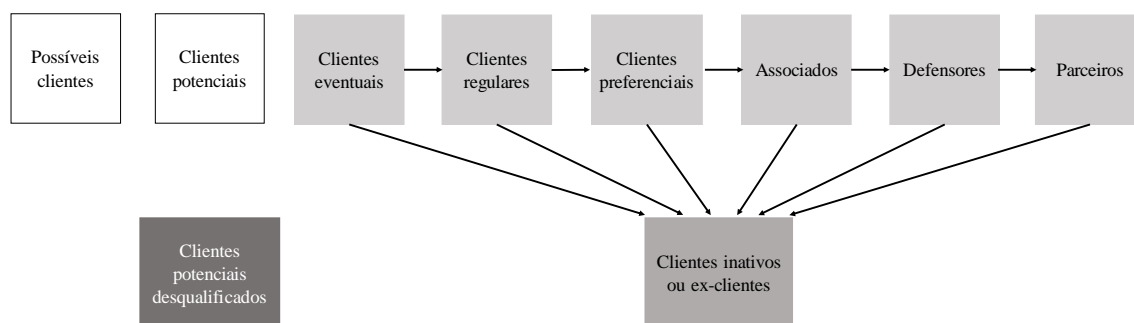 Possíveis
clientes
Clientes
potenciais
Clientes
eventuais
Clientes
regulares
Clientes
preferenciais
Associados
Defensores
Parceiros
Clientes
potenciais
desqualificados
Clientes inativos
ou ex-clientes